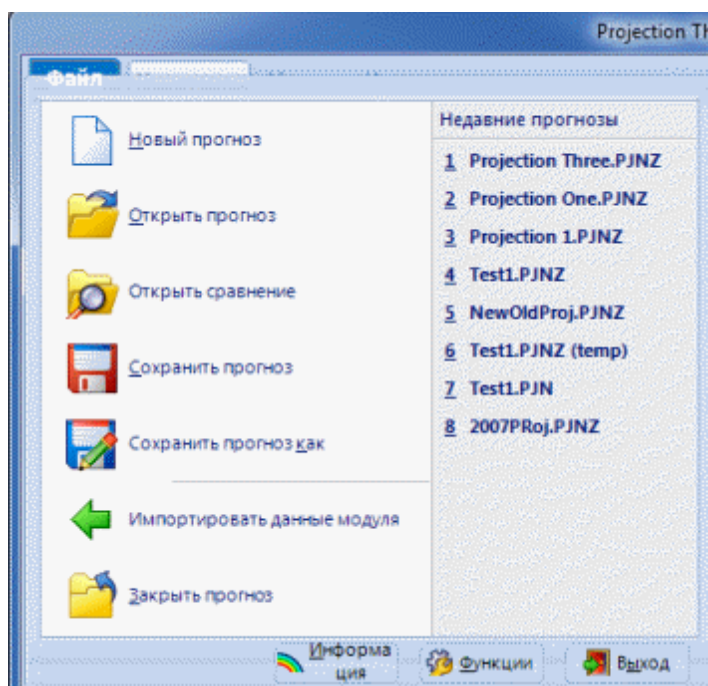 Projection Th
Файл
Новый прогноз
Открыть прогноз
Открыть сравнение
Сохранить прогноз
Сохранить прогноз как
Импортировать данные модуля
Закрыть прогноз
Недавние прогнозы
1 Projection Three.PJNZ
2 Projection One.PJNZ
3 Projection 1.PJNZ
4 Test1.PJNZ
5 NewOldProj.PJNZ
6 Test1.PJNZ (temp)
7 Test1.PJN
8 2007PRoj.PJNZ
Информа
ция
Функции
Выход